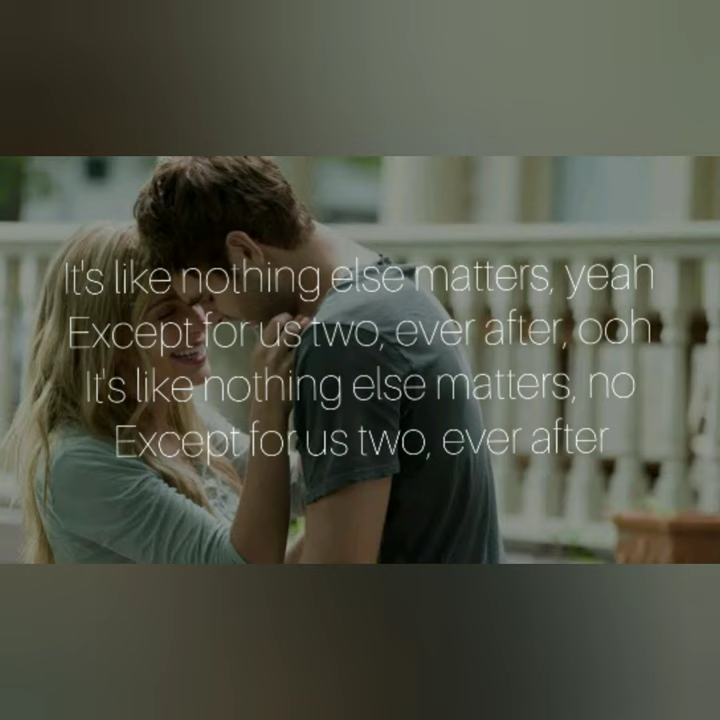 It's like nothing else matters, yeah
Except for us two, ever after, ooh
It's like nothing else matters, no
Except for us two, ever after